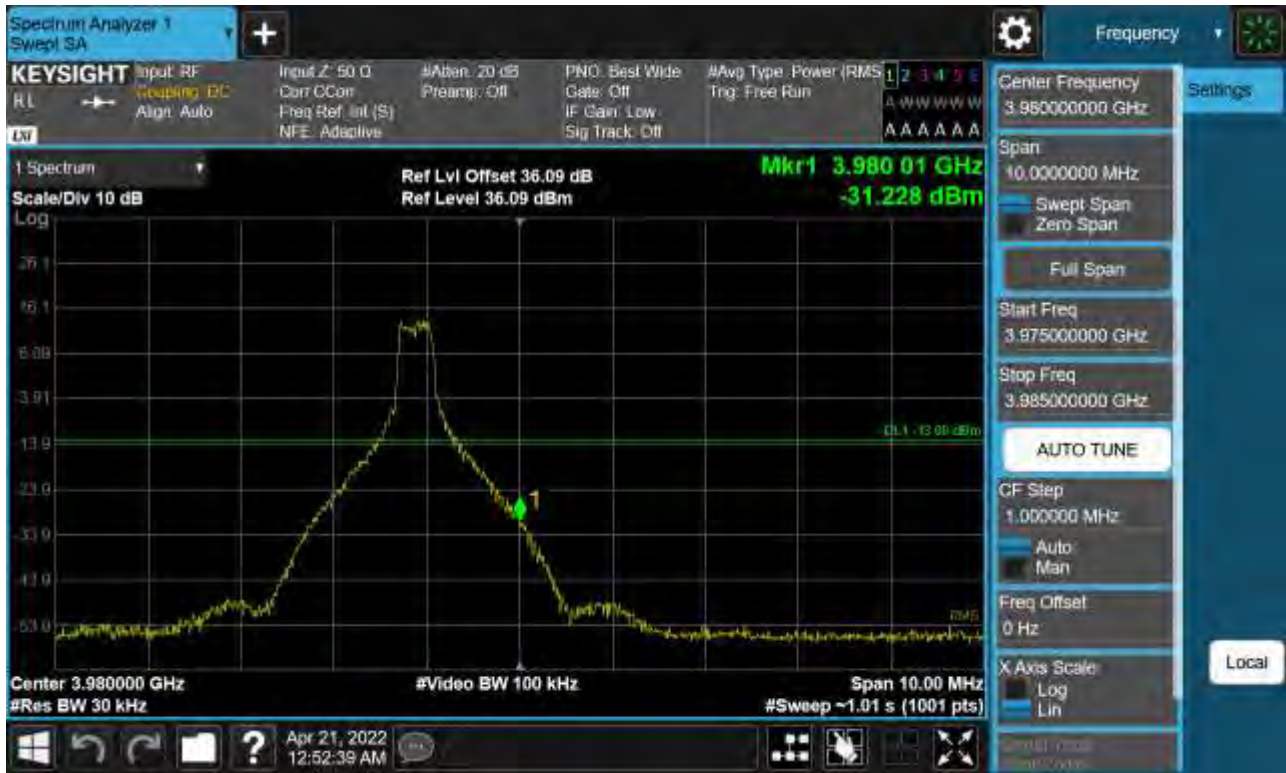 Spectrum Analyzer 1
Swept SA
Frequency
KEYSIGHT
Input: RF
Coupling: DC
Align: Auto
Input Z: 50 Ω
Corr CCorr
Freq Ref: Int (S)
NFE: Adaptive
#Atten: 20 dB
Preamp: Off
PNO: Best Wide
Gate: Off
IF Gain: Low
Sig Track: Off
#Avg Type: Power (RMS
Trig: Free Run
1 2 3 4 5 6
A W W W W W
A A A A A A
RL
LXI
1 Spectrum
Scale/Div 10 dB
Log
Ref Lvl Offset 36.09 dB
Ref Level 36.09 dBm
Mkr1 3.980 01 GHz
-31.228 dBm
26.1
16.1
6.09
-3.91
-13.9
-23.9
-33.9
-43.9
-53.9
DL1 -13.00 dBm
1
RMS
Center 3.980000 GHz
#Res BW 30 kHz
#Video BW 100 kHz
Span 10.00 MHz
#Sweep ~1.01 s (1001 pts)
Center Frequency
3.980000000 GHz
Settings
Span
10.0000000 MHz
Swept Span
Zero Span
Full Span
Start Freq
3.975000000 GHz
Stop Freq
3.985000000 GHz
AUTO TUNE
CF Step
1.000000 MHz
Auto
Man
Freq Offset
0 Hz
X Axis Scale
Log
Lin
Local
?
Apr 21, 2022
12:52:39 AM